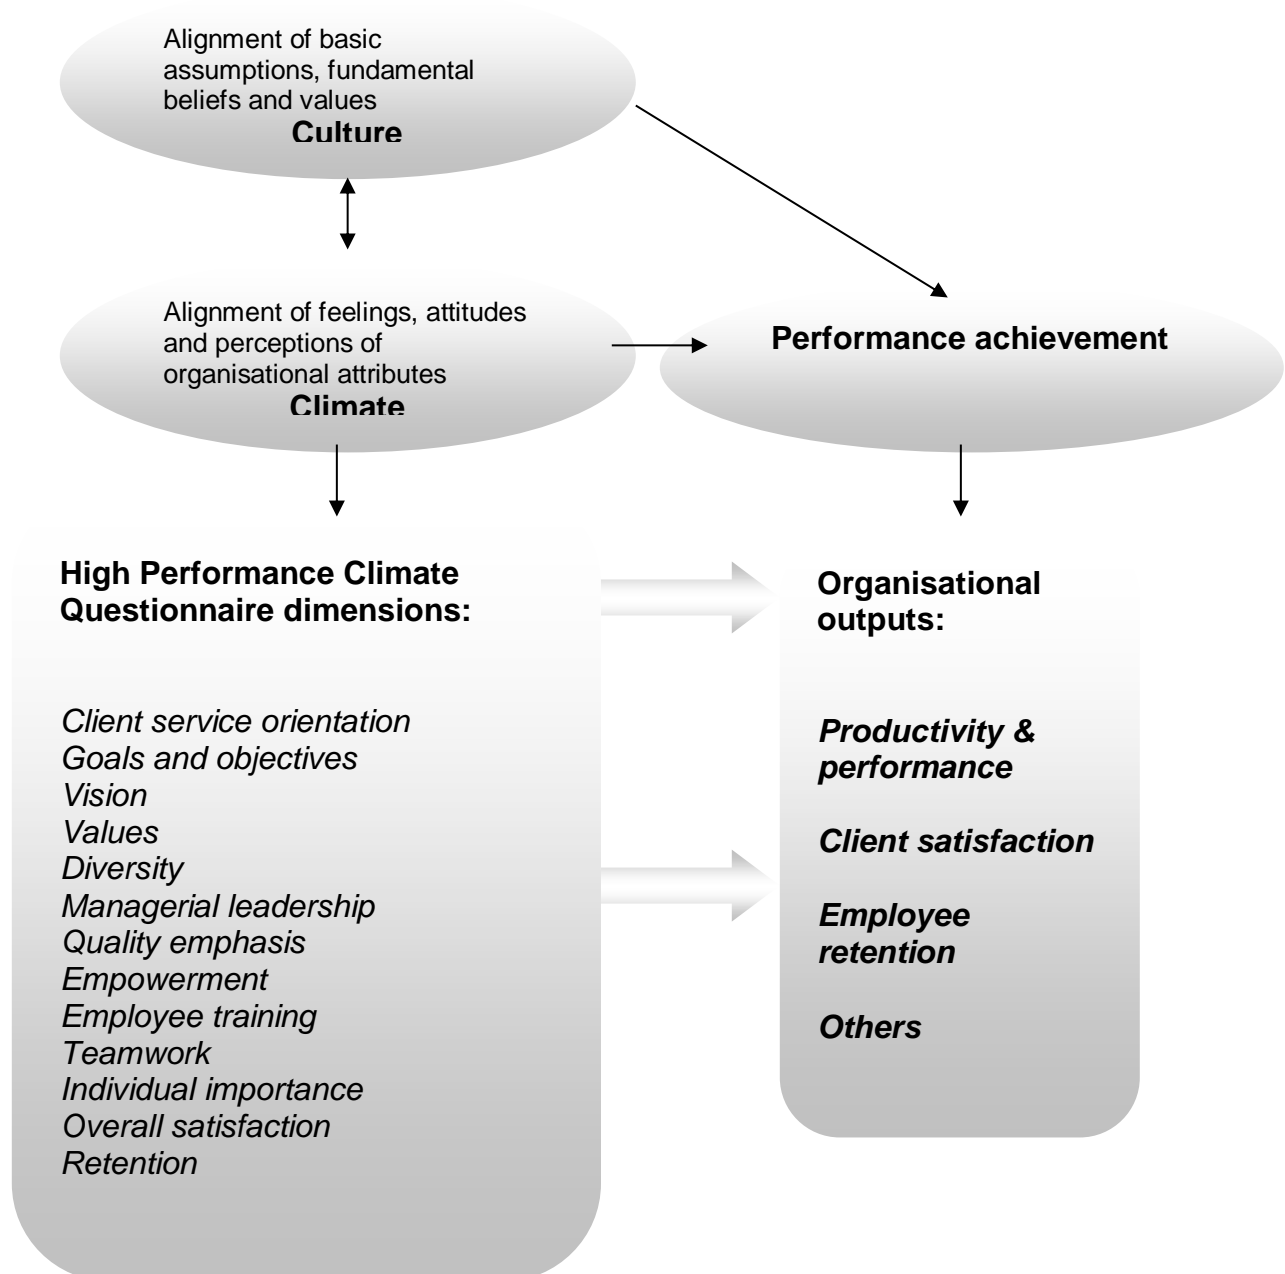 Alignment of basic
assumptions, fundamental
beliefs and values
Culture
Alignment of feelings, attitudes
and perceptions of
organisational attributes
Climate
Performance achievement
High Performance Climate
Questionnaire dimensions:
Client service orientation
Goals and objectives
Vision
Values
Diversity
Managerial leadership
Quality emphasis
Empowerment
Employee training
Teamwork
Individual importance
Overall satisfaction
Retention
Organisational
outputs:
Productivity &
performance
Client satisfaction
Employee
retention
Others